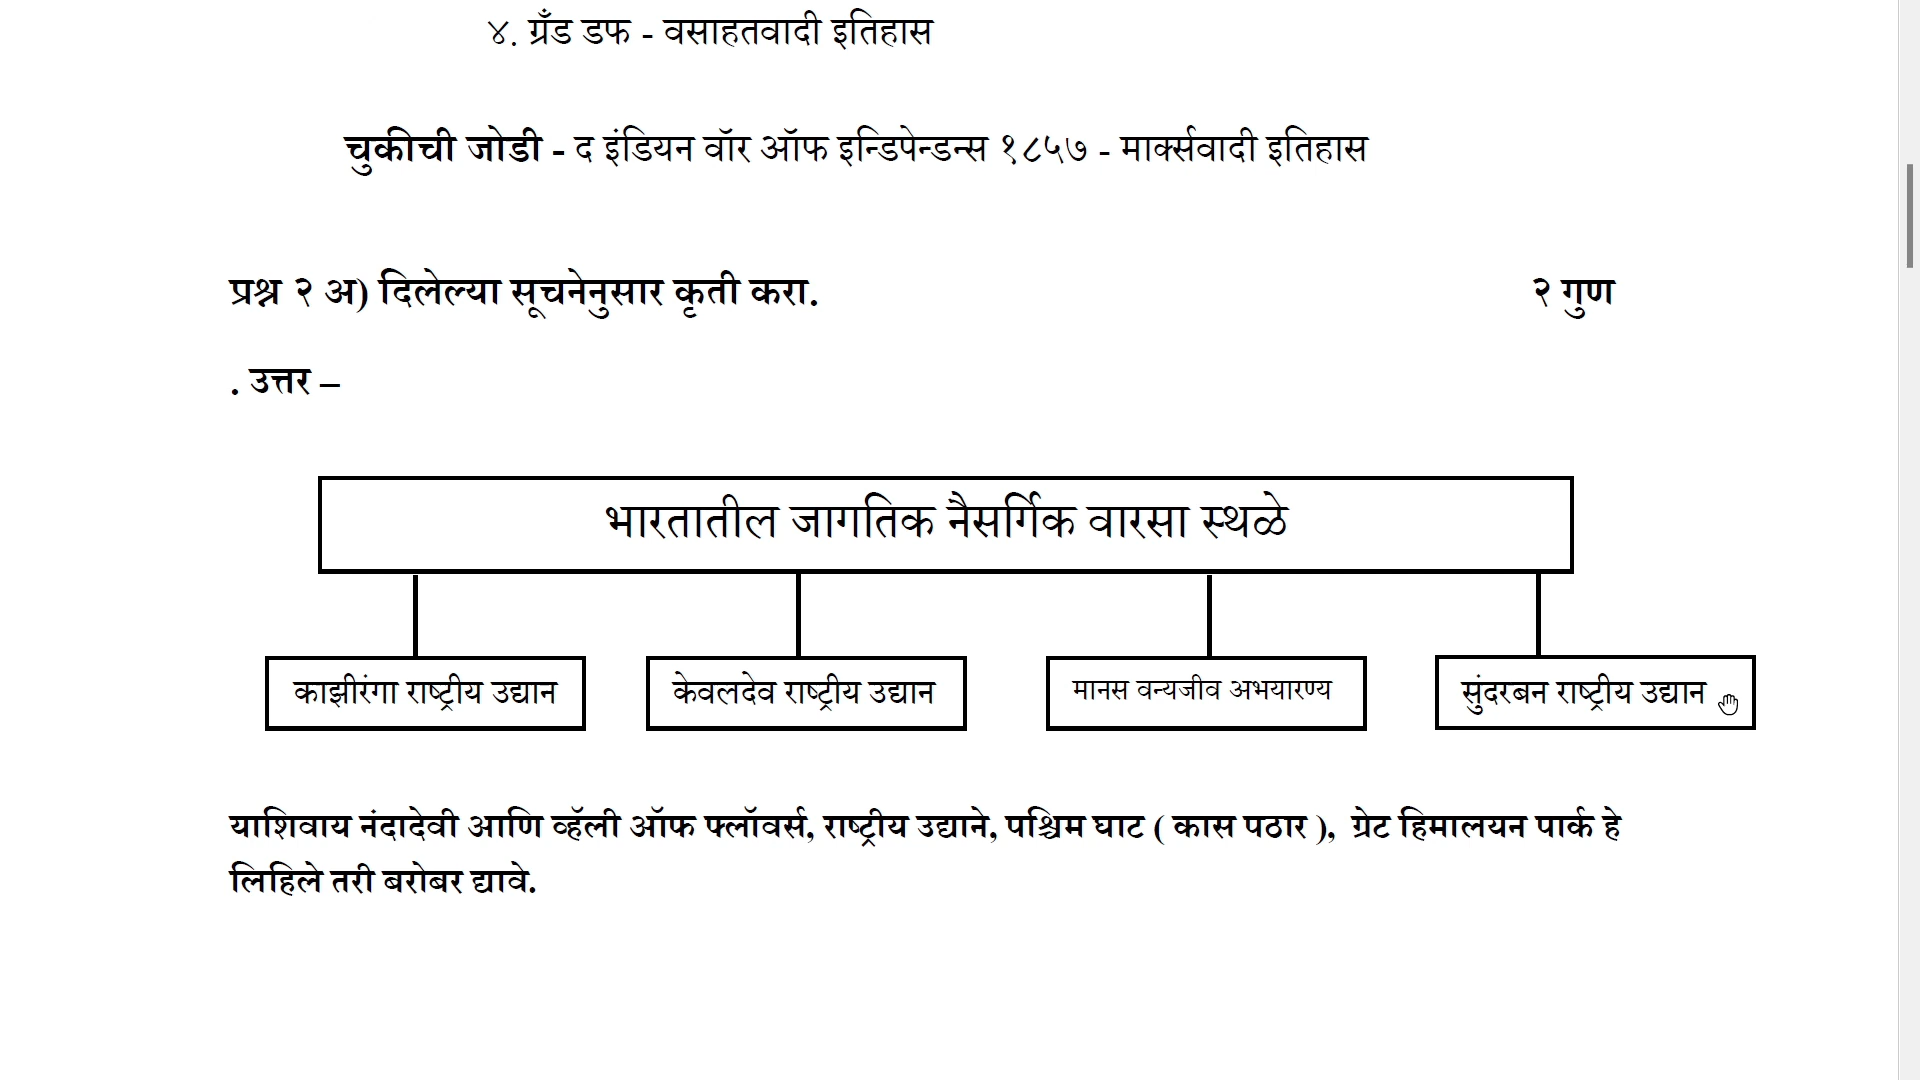 ४. ग्रँड डफ - वसाहतवादी इतिहास
चुकीची जोडी - द इंडियन वॉर ऑफ इन्डिपेन्डन्स १८५७ - मार्क्सवादी इतिहास
प्रश्न २ अ) दिलेल्या सूचनेनुसार कृती करा. २ गुण
. उत्तर –
भारतातील जागतिक नैसर्गिक वारसा स्थळे
काझीरंगा राष्ट्रीय उद्यान केवलदेव राष्ट्रीय उद्यान मानस वन्यजीव अभयारण्य सुंदरबन राष्ट्रीय उद्यान
याशिवाय नंदादेवी आणि व्हॅली ऑफ फ्लॉवर्स, राष्ट्रीय उद्याने, पश्चिम घाट ( कास पठार ), ग्रेट हिमालयन पार्क हे
लिहिले तरी बरोबर द्यावे.